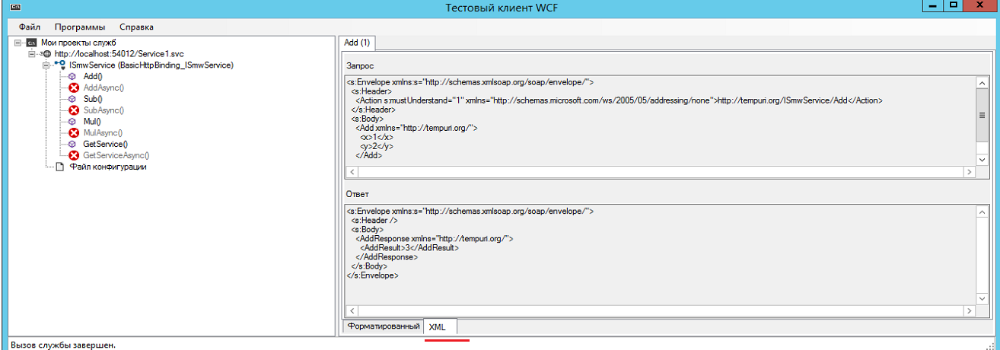 Тестовый клиент WCF
Файл Программы Справка
Мои проекты служб
http://localhost:54012/Service1.svc
ISmwService (BasicHttpBinding_ISmwService)
Add()
AddAsync()
Sub()
SubAsync()
Mul()
MulAsync()
GetService()
GetServiceAsync()
Файл конфигурации
Add (1)
Запрос
<s:Envelope xmlns:s="http://schemas.xmlsoap.org/soap/envelope/">
<s:Header>
<Action s:mustUnderstand="1" xmlns="http://schemas.microsoft.com/ws/2005/05/addressing/none">http://tempuri.org/ISmwService/Add</Action>
</s:Header>
<s:Body>
<Add xmlns="http://tempuri.org/">
<x>1</x>
<y>2</y>
</Add>
Ответ
<s:Envelope xmlns:s="http://schemas.xmlsoap.org/soap/envelope/">
<s:Header />
<s:Body>
<AddResponse xmlns="http://tempuri.org/">
<AddResult>3</AddResult>
</AddResponse>
</s:Body>
</s:Envelope>
Форматированный XML
Вызов службы завершен.